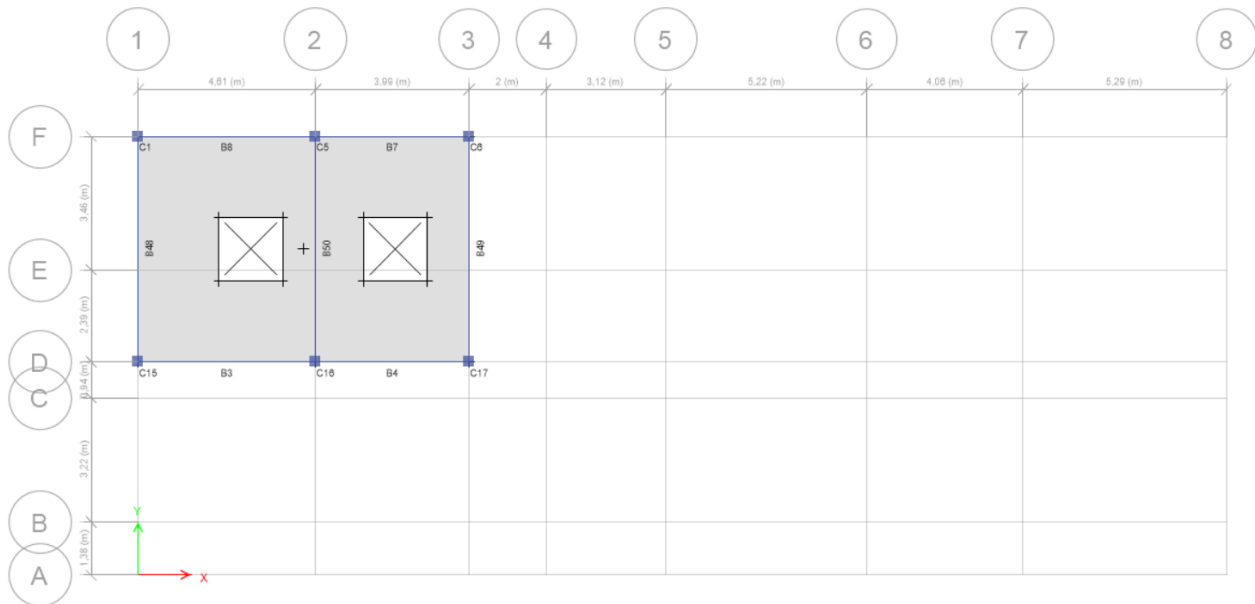 1 2 3 4 5 6 7 8
4,61 (m) 3,99 (m) 2 (m) 3,12 (m) 5,22 (m) 4,06 (m) 5,29 (m)
F
C1 B8 C5 B7 C6
3,46 (m)
B48 B50 B49
E
2,39 (m)
D
C15 B3 C16 B4 C17
0,94 (m)
C
3,22 (m)
Y
B
1,38 (m)
A
X